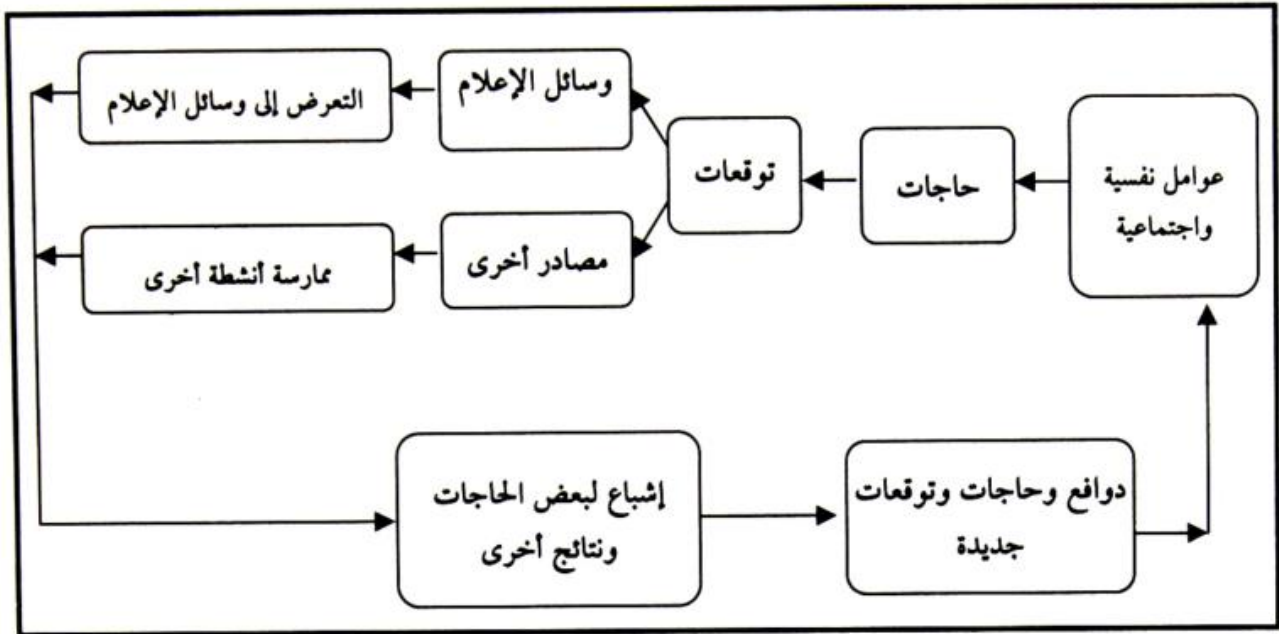 عوامل نفسية
واجتماعية
حاجات
توقعات
وسائل الإعلام
التعرض إلى وسائل الإعلام
مصادر أخرى
ممارسة أنشطة أخرى
إشباع لبعض الحاجات
ونتائج أخرى
دوافع وحاجات وتوقعات
جديدة